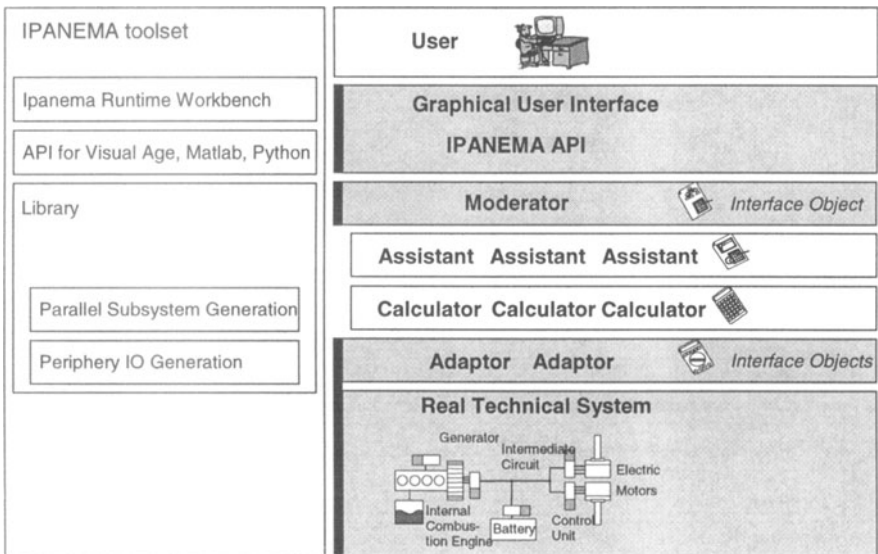 IPANEMA toolset
Ipanema Runtime Workbench
API for Visual Age, Matlab, Python
Library
Parallel Subsystem Generation
Periphery IO Generation
User
Graphical User Interface
IPANEMA API
Moderator
Interface Object
Assistant Assistant Assistant
Calculator Calculator Calculator
Adaptor Adaptor
Interface Objects
Real Technical System
Generator
Intermediate
Circuit
Electric
Motors
Internal
Combus-
tion Engine
Battery
Control
Unit